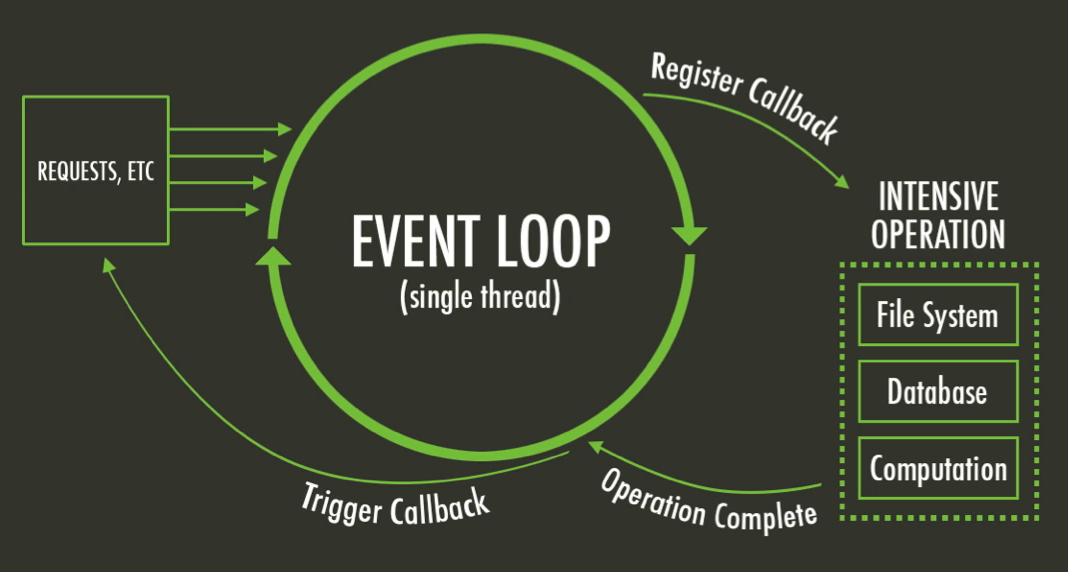 Register Callback
REQUESTS, ETC
INTENSIVE
OPERATION
EVENT LOOP
(single thread)
File System
Database
Computation
Trigger Callback
Operation Complete